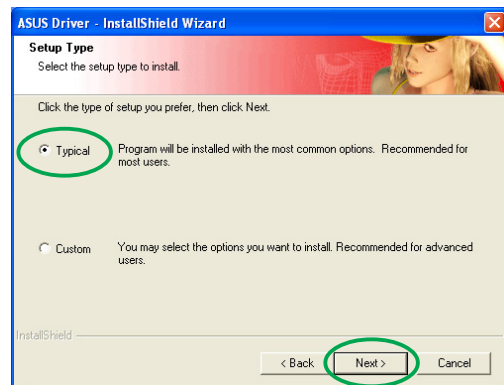 ASUS Driver - InstallShield Wizard
Setup Type
Select the setup type to install.
Click the type of setup you prefer, then click Next.
Typical
Program will be installed with the most common options. Recommended for
most users.
Custom
You may select the options you want to install. Recommended for advanced
users.
InstallShield
< Back
Next >
Cancel